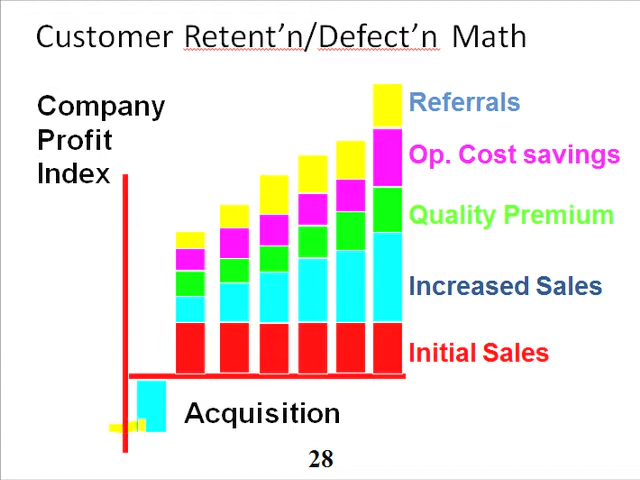 Customer Retent’n/Defect’n Math
Company
Profit
Index
Referrals
Op. Cost savings
Quality Premium
Increased Sales
Initial Sales
Acquisition
28